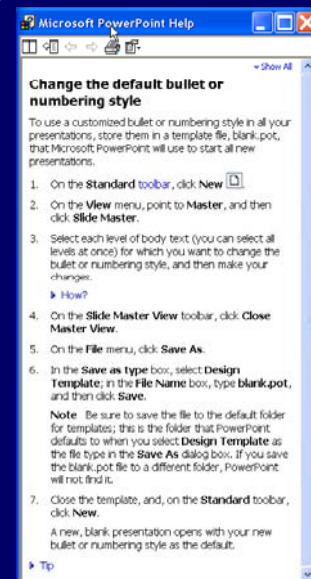 Microsoft PowerPoint Help
Show All
Change the default bullet or
numbering style
To use a customized bullet or numbering style in all your
presentations, store them in a template file, blank.pot,
that Microsoft PowerPoint will use to start all new
presentations.
1. On the Standard toolbar, click New
2. On the View menu, point to Master, and then
click Slide Master.
3. Select each level of body text (you can select all
levels at once) for which you want to change the
bullet or numbering style, and then make your
changes.
How?
4. On the Slide Master View toolbar, click Close
Master View.
5. On the File menu, click Save As.
6. In the Save as type box, select Design
Template; in the File Name box, type blank.pot,
and then click Save.
Note Be sure to save the file to the default folder
for templates; this is the folder that PowerPoint
defaults to when you select Design Template as
the file type in the Save As dialog box. If you save
the blank.pot file to a different folder, PowerPoint
will not find it.
7. Close the template, and, on the Standard toolbar,
click New.
A new, blank presentation opens with your new
bullet or numbering style as the default.
Tip